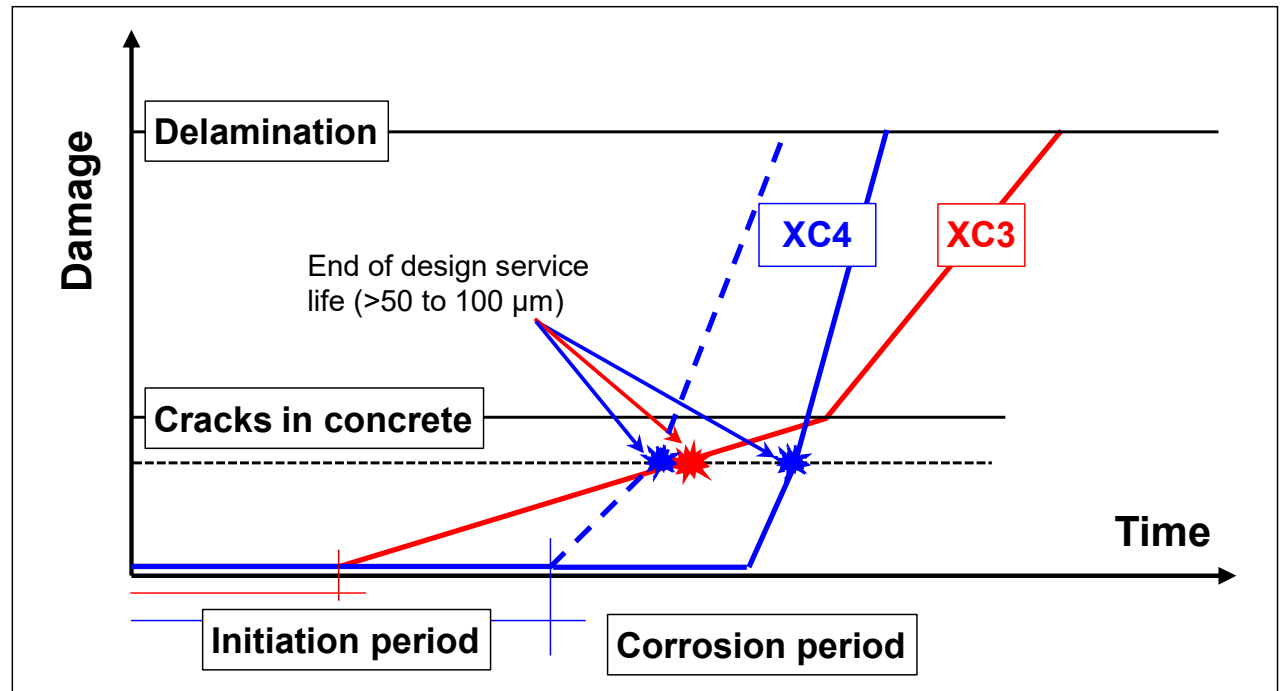 Damage
Delamination
XC4
XC3
End of design service
life (>50 to 100 µm)
Cracks in concrete
Time
Initiation period
Corrosion period